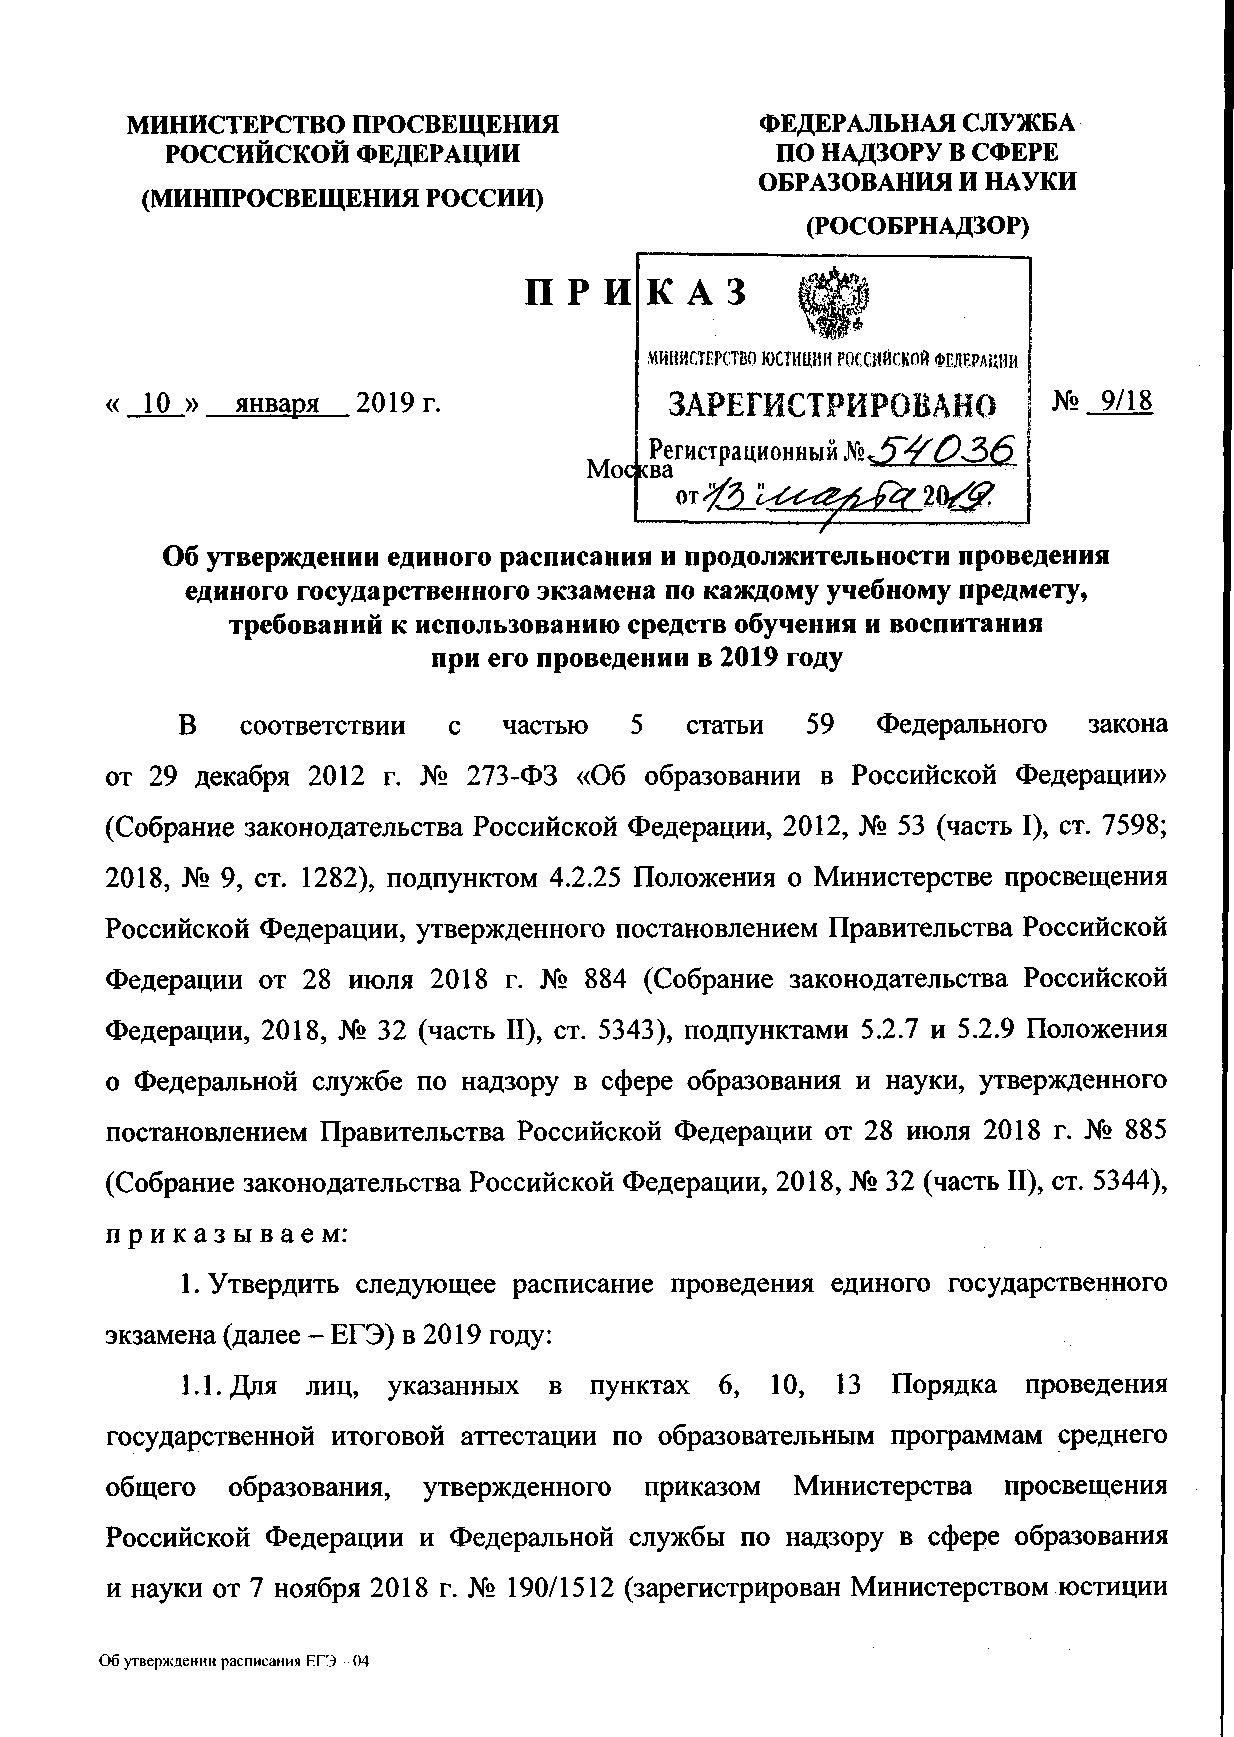 МИНИСТЕРСТВО ПРОСВЕЩЕНИЯ
РОССИЙСКОЙ ФЕДЕРАЦИИ
(МИНПРОСВЕЩЕНИЯ РОССИИ)
ФЕДЕРАЛЬНАЯ СЛУЖБА
ПО НАДЗОРУ В СФЕРЕ
ОБРАЗОВАНИЯ И НАУКИ
(РОСОБРНАДЗОР)
П Р И К А З
МИНИСТЕРСТВО ЮСТИЦИИ РОССИЙСКОЙ ФЕДЕРАЦИИ
ЗАРЕГИСТРИРОВАНО
Регистрационный № 54036
от "13" марта 2019.
« 10 » января 2019 г.
№ 9/18
Москва
Об утверждении единого расписания и продолжительности проведения
единого государственного экзамена по каждому учебному предмету,
требований к использованию средств обучения и воспитания
при его проведении в 2019 году
В соответствии с частью 5 статьи 59 Федерального закона
от 29 декабря 2012 г. № 273-ФЗ «Об образовании в Российской Федерации»
(Собрание законодательства Российской Федерации, 2012, № 53 (часть I), ст. 7598;
2018, № 9, ст. 1282), подпунктом 4.2.25 Положения о Министерстве просвещения
Российской Федерации, утвержденного постановлением Правительства Российской
Федерации от 28 июля 2018 г. № 884 (Собрание законодательства Российской
Федерации, 2018, № 32 (часть II), ст. 5343), подпунктами 5.2.7 и 5.2.9 Положения
о Федеральной службе по надзору в сфере образования и науки, утвержденного
постановлением Правительства Российской Федерации от 28 июля 2018 г. № 885
(Собрание законодательства Российской Федерации, 2018, № 32 (часть II), ст. 5344),
п р и к а з ы в а е м:
1. Утвердить следующее расписание проведения единого государственного
экзамена (далее – ЕГЭ) в 2019 году:
1.1. Для лиц, указанных в пунктах 6, 10, 13 Порядка проведения
государственной итоговой аттестации по образовательным программам среднего
общего образования, утвержденного приказом Министерства просвещения
Российской Федерации и Федеральной службы по надзору в сфере образования
и науки от 7 ноября 2018 г. № 190/1512 (зарегистрирован Министерством юстиции
Об утверждении расписания ЕГЭ - 04